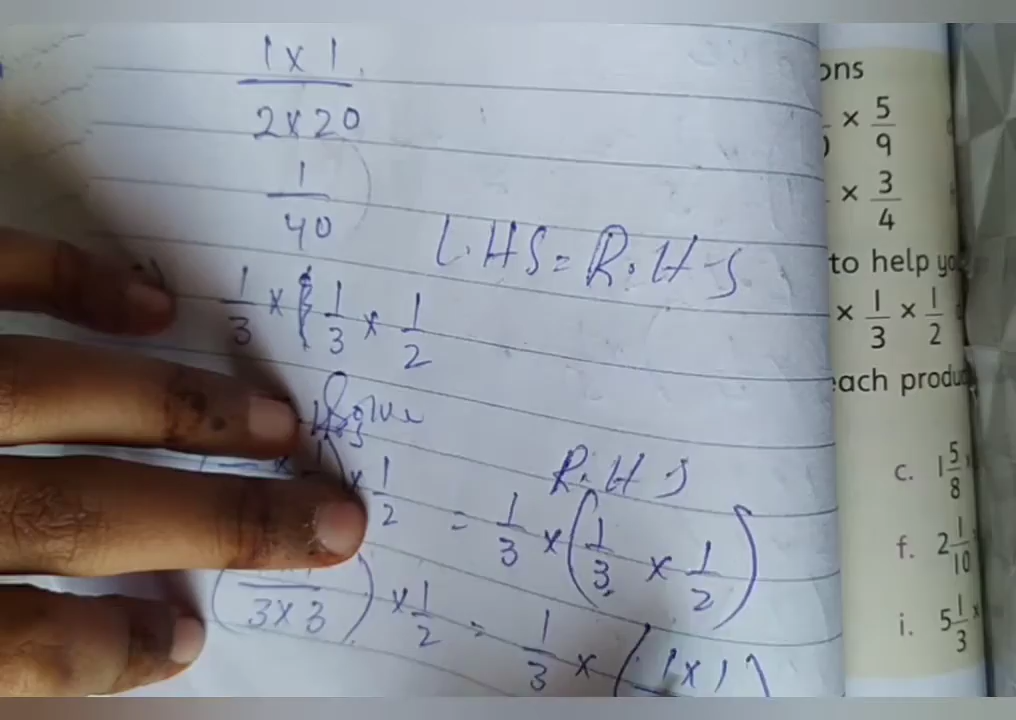 1 × 1
2 × 20
1
40
L.HS = R.H-S
1/3 × ( 1/3 × 1/2
Solve
R.H S
× 1/2 = 1/3 × ( 1/3 × 1/2 )
( 3 × 3 ) × 1/2 = 1/3 × ( 1 × 1 )
ons
× 5/9
× 3/4
to help yo
× 1/3 × 1/2
each produ
c. 1 5/8
f. 2 1/10
i. 5 1/3 ×